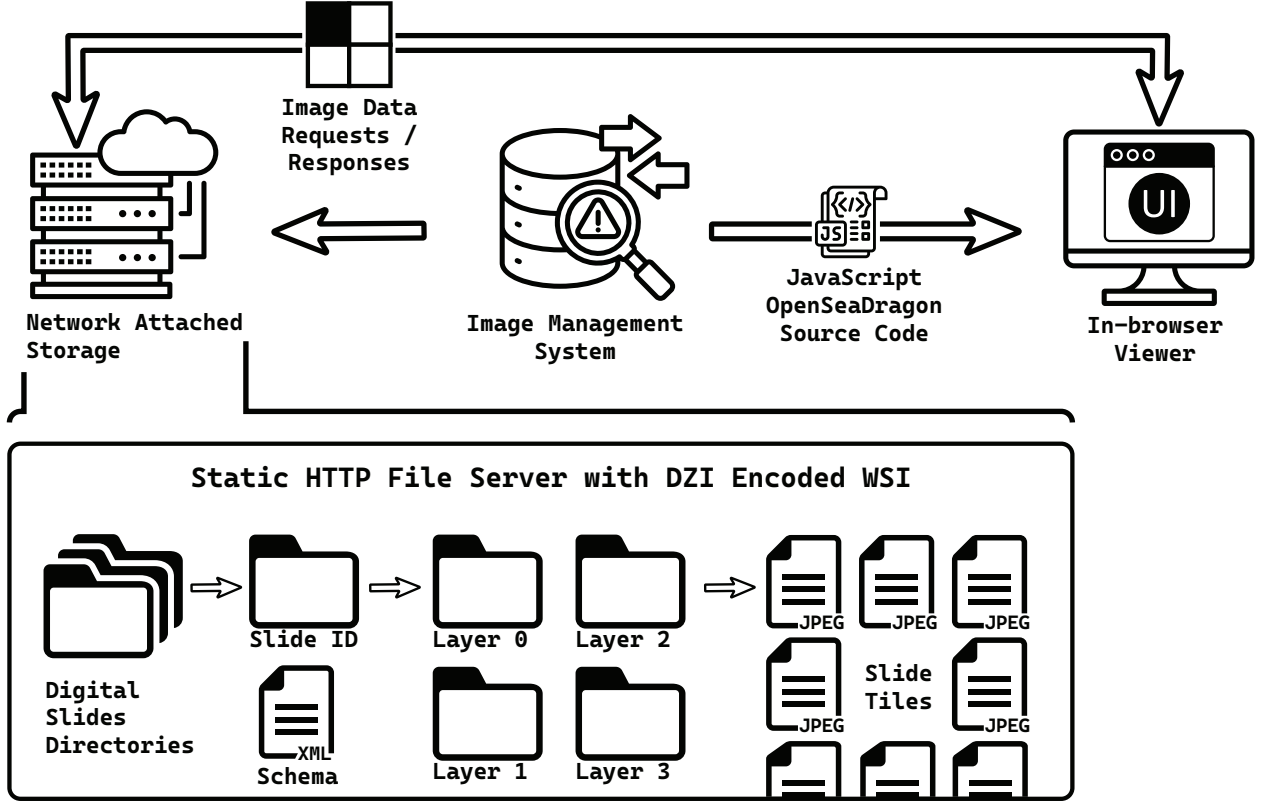 Image Data
Requests /
Responses
UI
</>
JS
JavaScript
OpenSeaDragon
Source Code
Network Attached
Storage
Image Management
System
In-browser
Viewer
Static HTTP File Server with DZI Encoded WSI
JPEG
JPEG
JPEG
Slide ID
Layer 0
Layer 2
Digital
Slides
Directories
XML
Schema
Layer 1
Layer 3
Slide
Tiles
JPEG
JPEG